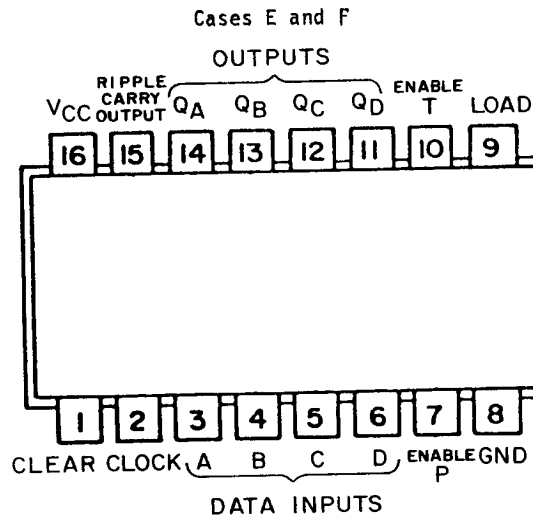 Cases E and F
OUTPUTS
VCC RIPPLE CARRY OUTPUT QA QB QC QD ENABLE T LOAD
16 15 14 13 12 11 10 9
1 2 3 4 5 6 7 8
CLEAR CLOCK A B C D ENABLE P GND
DATA INPUTS